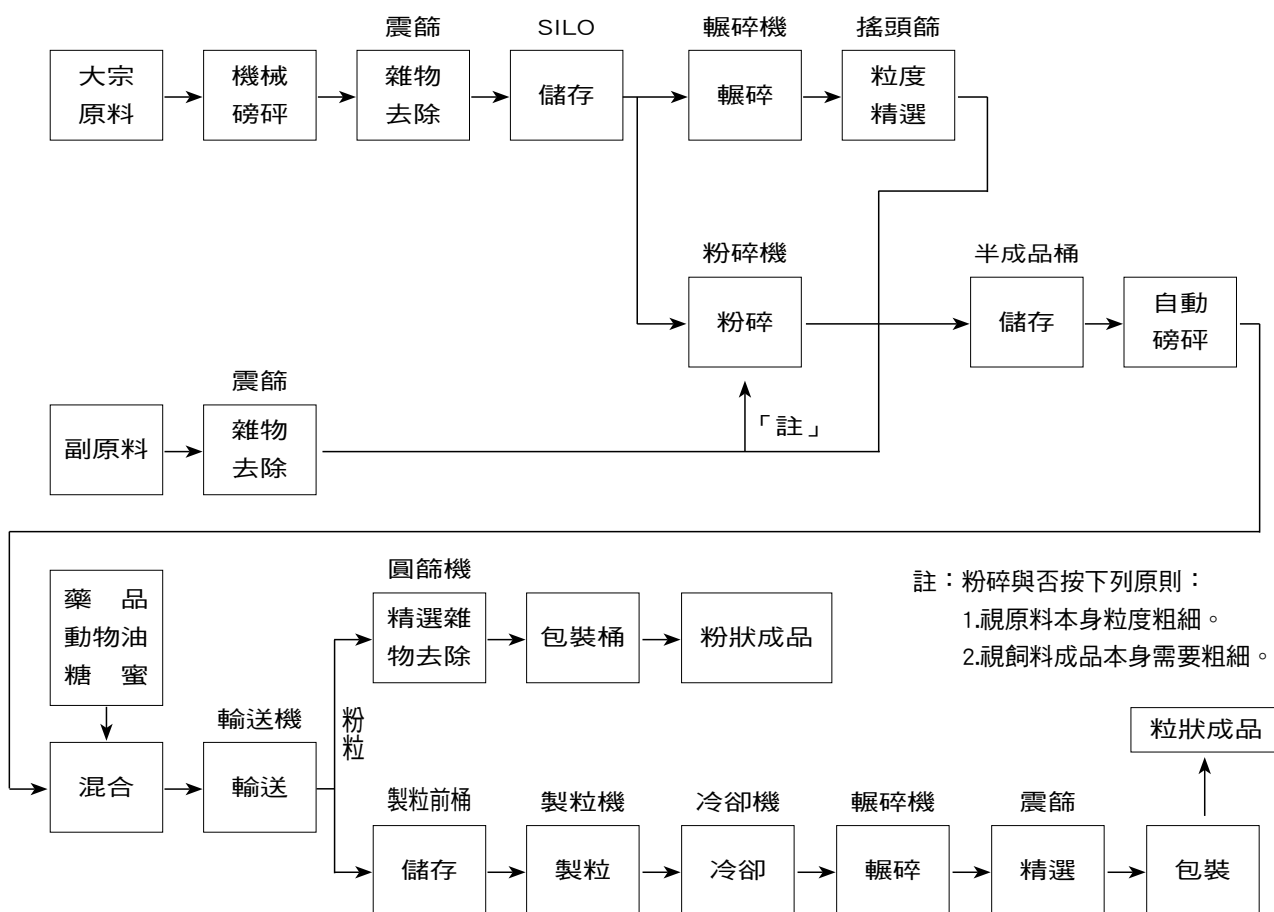 震篩
SILO
輾碎機
搖頭篩
大宗
原料
機械
磅砰
雜物
去除
儲存
輾碎
粒度
精選
粉碎機
半成品桶
粉碎
儲存
自動
磅砰
震篩
「註」
副原料
雜物
去除
圓篩機
註：粉碎與否按下列原則：
1.視原料本身粒度粗細。
2.視飼料成品本身需要粗細。
藥 品
動物油
糖 蜜
精選雜
物去除
包裝桶
粉狀成品
輸送機
粉粒
粒狀成品
混合
輸送
製粒前桶
製粒機
冷卻機
輾碎機
震篩
儲存
製粒
冷卻
輾碎
精選
包裝